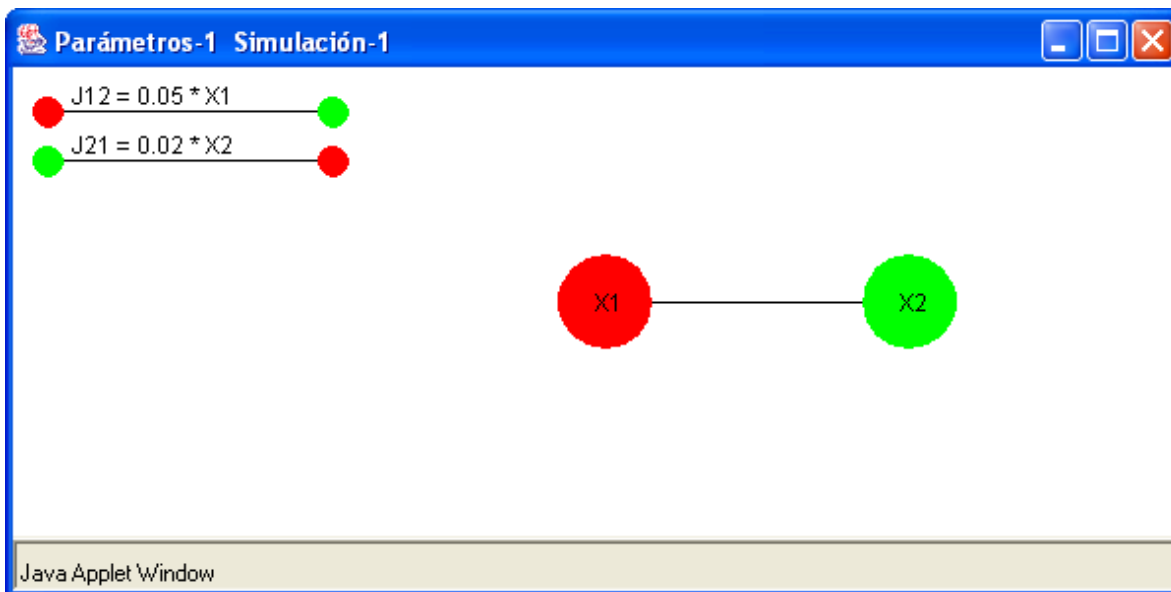 Parámetros-1 Simulación-1
J12 = 0.05 * X1
J21 = 0.02 * X2
X1
X2
Java Applet Window